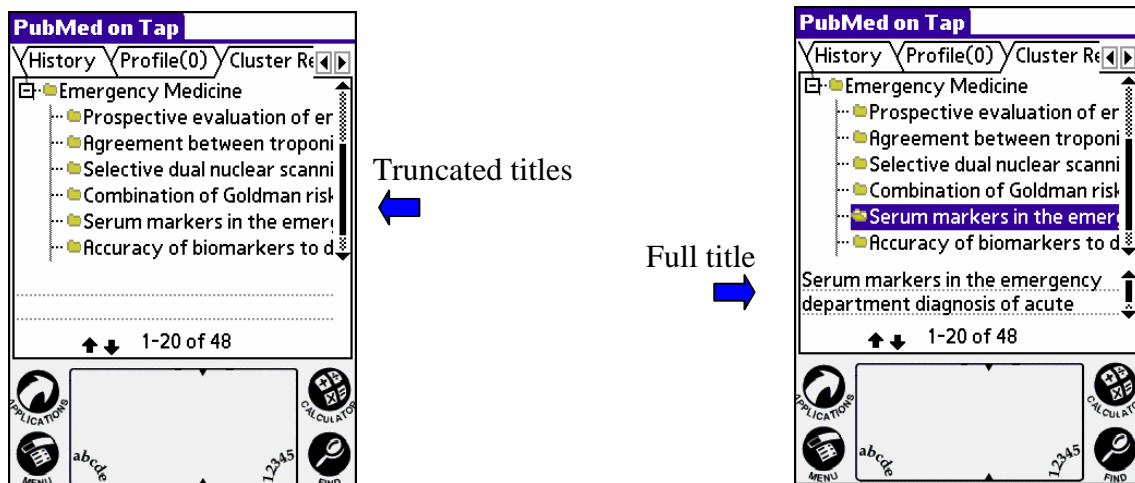 PubMed on Tap
History Profile(0) Cluster Re
Emergency Medicine
Prospective evaluation of er
Agreement between troponi
Selective dual nuclear scanni
Combination of Goldman risk
Serum markers in the emer
Accuracy of biomarkers to d
1-20 of 48
APPLICATIONS
CALCULATOR
MENU
abcde
12345
FIND
Truncated titles
Full title
PubMed on Tap
History Profile(0) Cluster Re
Emergency Medicine
Prospective evaluation of er
Agreement between troponi
Selective dual nuclear scanni
Combination of Goldman risk
Serum markers in the emer
Accuracy of biomarkers to d
Serum markers in the emergency
department diagnosis of acute
1-20 of 48
APPLICATIONS
CALCULATOR
MENU
abcde
12345
FIND